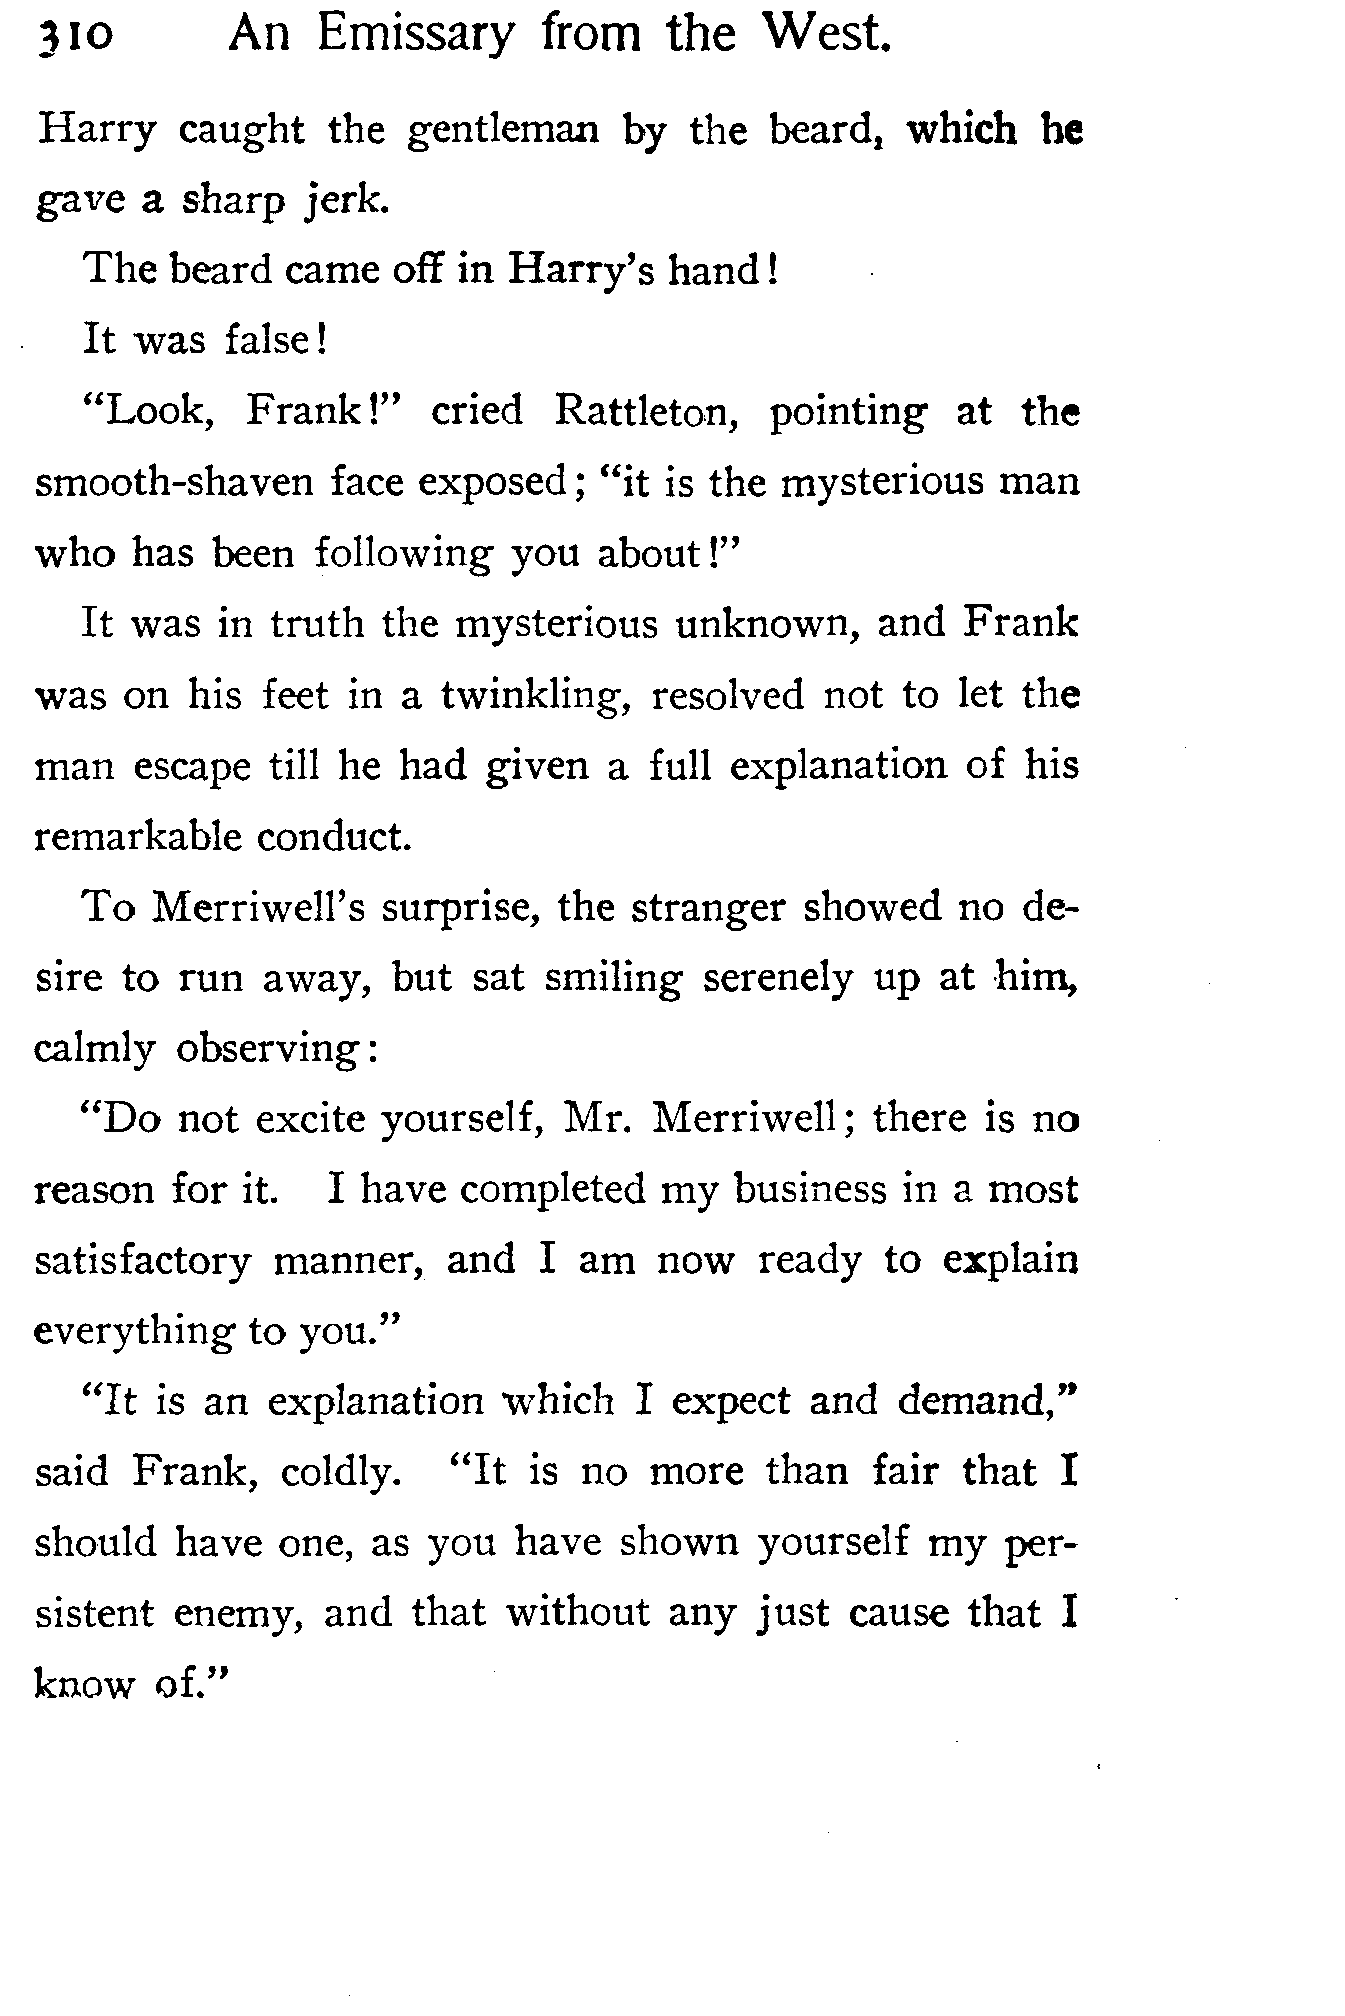 310 An Emissary from the West.
Harry caught the gentleman by the beard, which he
gave a sharp jerk.
The beard came off in Harry's hand!
It was false!
"Look, Frank!" cried Rattleton, pointing at the
smooth-shaven face exposed; "it is the mysterious man
who has been following you about!"
It was in truth the mysterious unknown, and Frank
was on his feet in a twinkling, resolved not to let the
man escape till he had given a full explanation of his
remarkable conduct.
To Merriwell's surprise, the stranger showed no de-
sire to run away, but sat smiling serenely up at him,
calmly observing:
"Do not excite yourself, Mr. Merriwell; there is no
reason for it. I have completed my business in a most
satisfactory manner, and I am now ready to explain
everything to you."
"It is an explanation which I expect and demand,"
said Frank, coldly. "It is no more than fair that I
should have one, as you have shown yourself my per-
sistent enemy, and that without any just cause that I
know of."